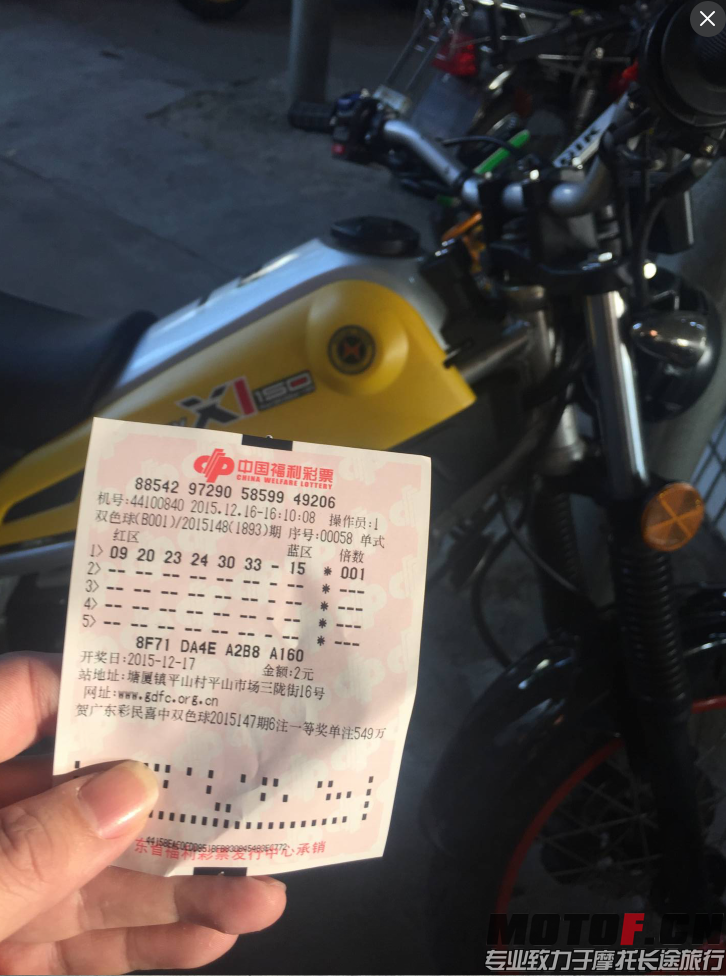 XI 150
中国福利彩票
CHINA WELFARE LOTTERY
88542 97290 58599 49206
机号:44100840 2015.12.16-16:10:08 操作员:1
双色球(B001)/2015148(1893)期 序号:00058 单式
红区 蓝区 倍数
1> 09 20 23 24 30 33 - 15 * 001
2> -- -- -- -- -- -- - -- * ---
3> -- -- -- -- -- -- - -- * ---
4> -- -- -- -- -- -- - -- * ---
5> -- -- -- -- -- -- - -- * ---
8F71 DA4E A2B8 A160
开奖日:2015-12-17 金额:2元
站地址:塘厦镇平山村平山市场三陇街16号
网址:www.gdfc.org.cn
贺广东彩民喜中双色球2015147期6注一等奖单注549万
东省福利彩票发行中心承销
MOTOF.CN
专业致力于摩托长途旅行